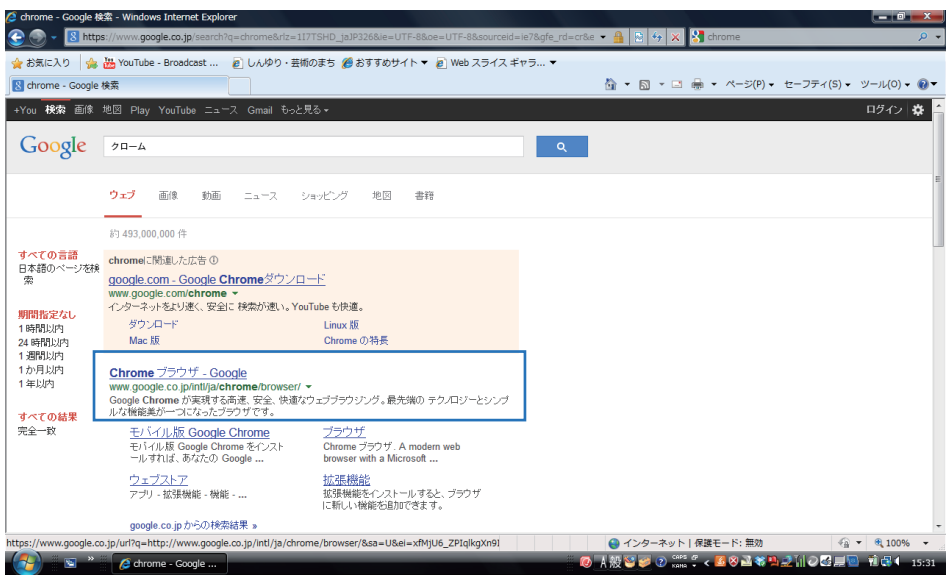 chrome - Google 検索 - Windows Internet Explorer
https://www.google.co.jp/search?q=chrome&rlz=1I7TSHD_jaJP326&ie=UTF-8&oe=UTF-8&sourceid=ie7&gfe_rd=cr&e
chrome
お気に入り YouTube - Broadcast ... しんゆり・芸術のまち おすすめサイト Web スライス ギャラ...
chrome - Google 検索
ページ(P) セーフティ(S) ツール(O)
+You 検索 画像 地図 Play YouTube ニュース Gmail もっと見る
ログイン
Google クローム
ウェブ 画像 動画 ニュース ショッピング 地図 書籍
約 493,000,000 件
すべての言語
日本語のページを検
索
期間指定なし
1 時間以内
24 時間以内
1 週間以内
1 か月以内
1 年以内
すべての結果
完全一致
chromeに関連した広告
google.com - Google Chromeダウンロード
www.google.com/chrome
インターネットをより速く、安全に 検索が速い。YouTube も快適。
ダウンロード Linux 版
Mac 版 Chrome の特長
Chrome ブラウザ - Google
www.google.co.jp/intl/ja/chrome/browser/
Google Chrome が実現する高速、安全、快適なウェブブラウジング。最先端の テクノロジーとシンプ
ルな機能美が一つになったブラウザです。
モバイル版 Google Chrome
モバイル版 Google Chrome をインスト
ールすれば、あなたの Google ...
ブラウザ
Chrome ブラウザ. A modern web
browser with a Microsoft ...
ウェブストア
アプリ - 拡張機能 - 機能 - ...
拡張機能
拡張機能をインストールすると、ブラウザ
に新しい機能を追加できます。
google.co.jp からの検索結果 »
https://www.google.co.jp/url?q=http://www.google.co.jp/intl/ja/chrome/browser/&sa=U&ei=xfMjU6_ZPIqlkgXn9I
インターネット | 保護モード: 無効
100%
chrome - Google ...
A 般
CAPS
KANA
15:31